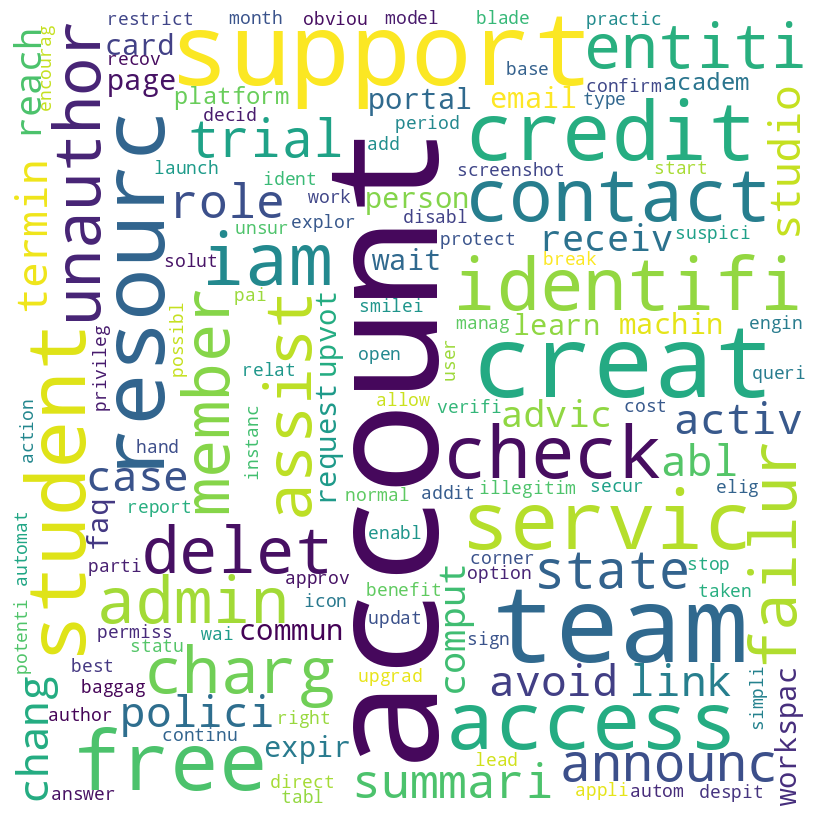 restrict month obviou model blade practic
support
entiti
card recov
page
reach encourag
unauthor
platform portal email base confirm academ type
decid
trial period add
credit
studio
launch ident screenshot start
resourc
role work person
contact
explor disabl
unsur protect receiv suspici
termin
solut iam wait break
identifi
pai smilei
member assist upvot
manag learn machin engin
privileg possibl
relat open user
creat queri
student
account
allow verifi advic cost activ
action hand instanc request
check abl
case normal addit illegitim secur elig
report
faq enabl servic failur
delet
parti approv corner state stop
option
potenti automat
admin icon benefit comput team taken
permiss wai commun updat sign
statu
best charg upgrad avoid link
baggag
chang
author polici right access simpli workspac
continu expir
free lead announc
direct summari
answer tabl appli autom despit